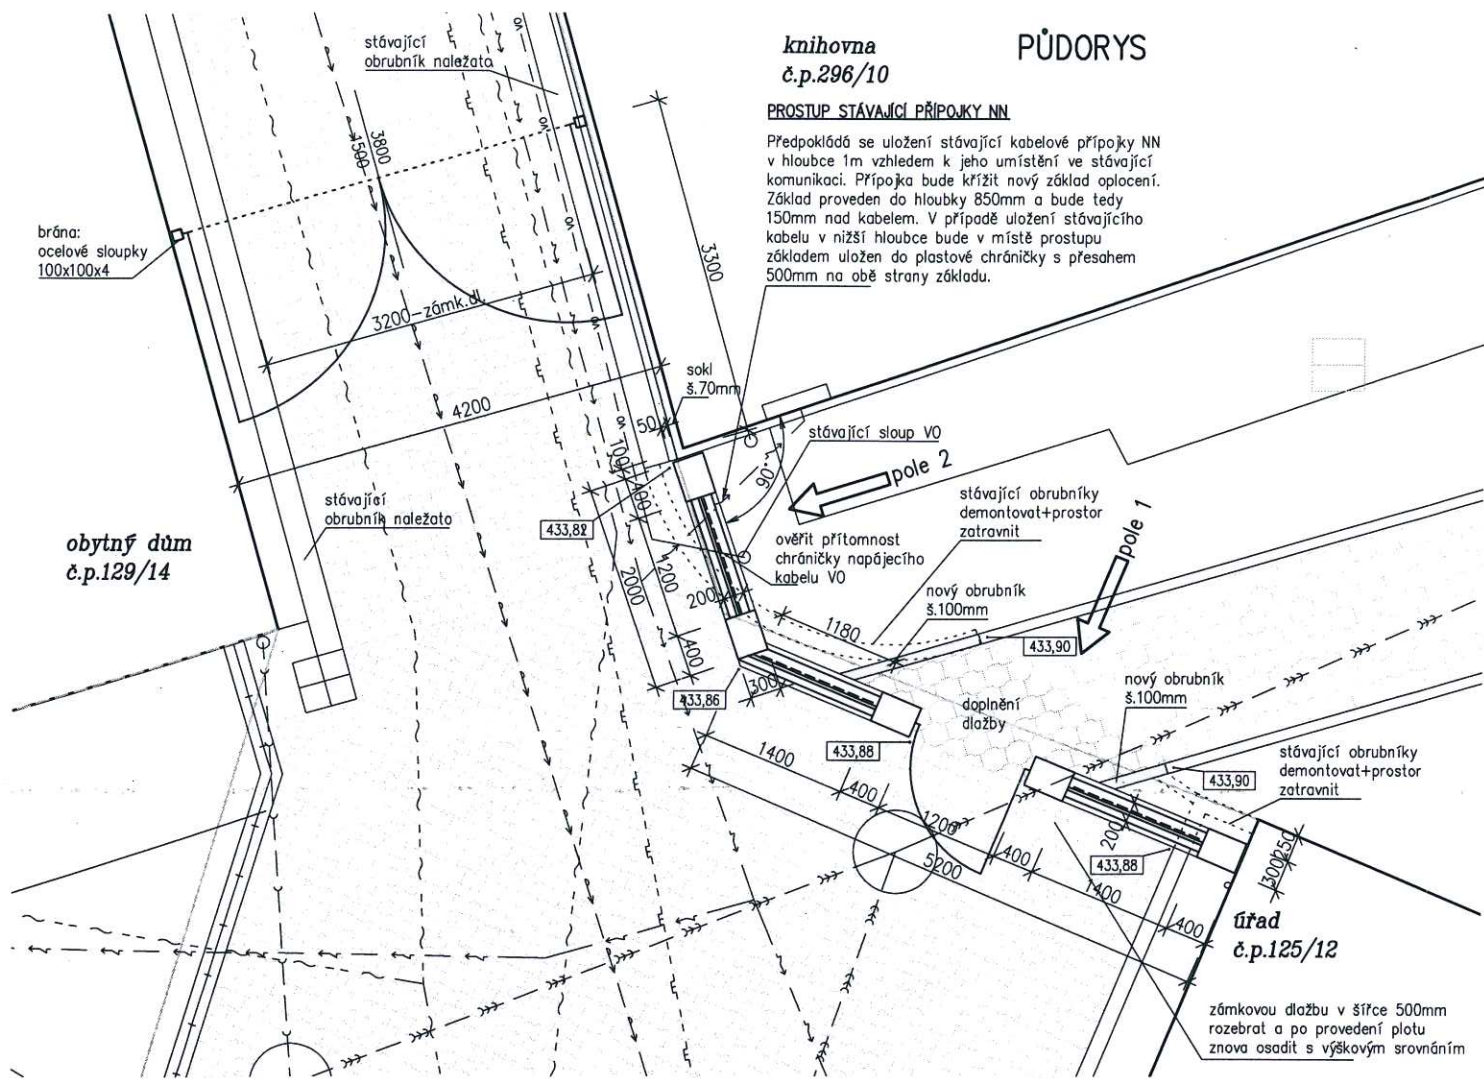 PŮDORYS
knihovna
č.p.296/10
PROSTUP STÁVAJÍCÍ PŘÍPOJKY NN
Předpokládá se uložení stávající kabelové přípojky NN
v hloubce 1m vzhledem k jeho umístění ve stávající
komunikaci. Přípojka bude křížit nový základ oplocení.
Základ proveden do hloubky 850mm a bude tedy
150mm nad kabelem. V případě uložení stávajícího
kabelu v nižší hloubce bude v místě prostupu
základem uložen do plastové chráničky s přesahem
500mm na obě strany základu.
stávající
obrubník naležato
3800
1500
brána:
ocelové sloupky
100x100x4
3300
3200-zámk.dl.
sokl
š.70mm
4200
50
100
400
stávající sloup VO
90°
pole 2
stávající
obrubník naležato
433,82
stávající obrubníky
demontovat+prostor
zatravnit
pole 1
obytný dům
č.p.129/14
ověřit přítomnost
chráničky napájecího
kabelu VO
2000
1200
200
nový obrubník
š.100mm
1180
433,90
400
300
433,86
nový obrubník
š.100mm
doplnění
dlažby
433,88
1400
stávající obrubníky
demontovat+prostor
zatravnit
433,90
400
1200
200
5200
400
433,88
1400
300
250
400
úřad
č.p.125/12
zámkovou dlažbu v šířce 500mm
rozebrat a po provedení plotu
znova osadit s výškovým srovnáním